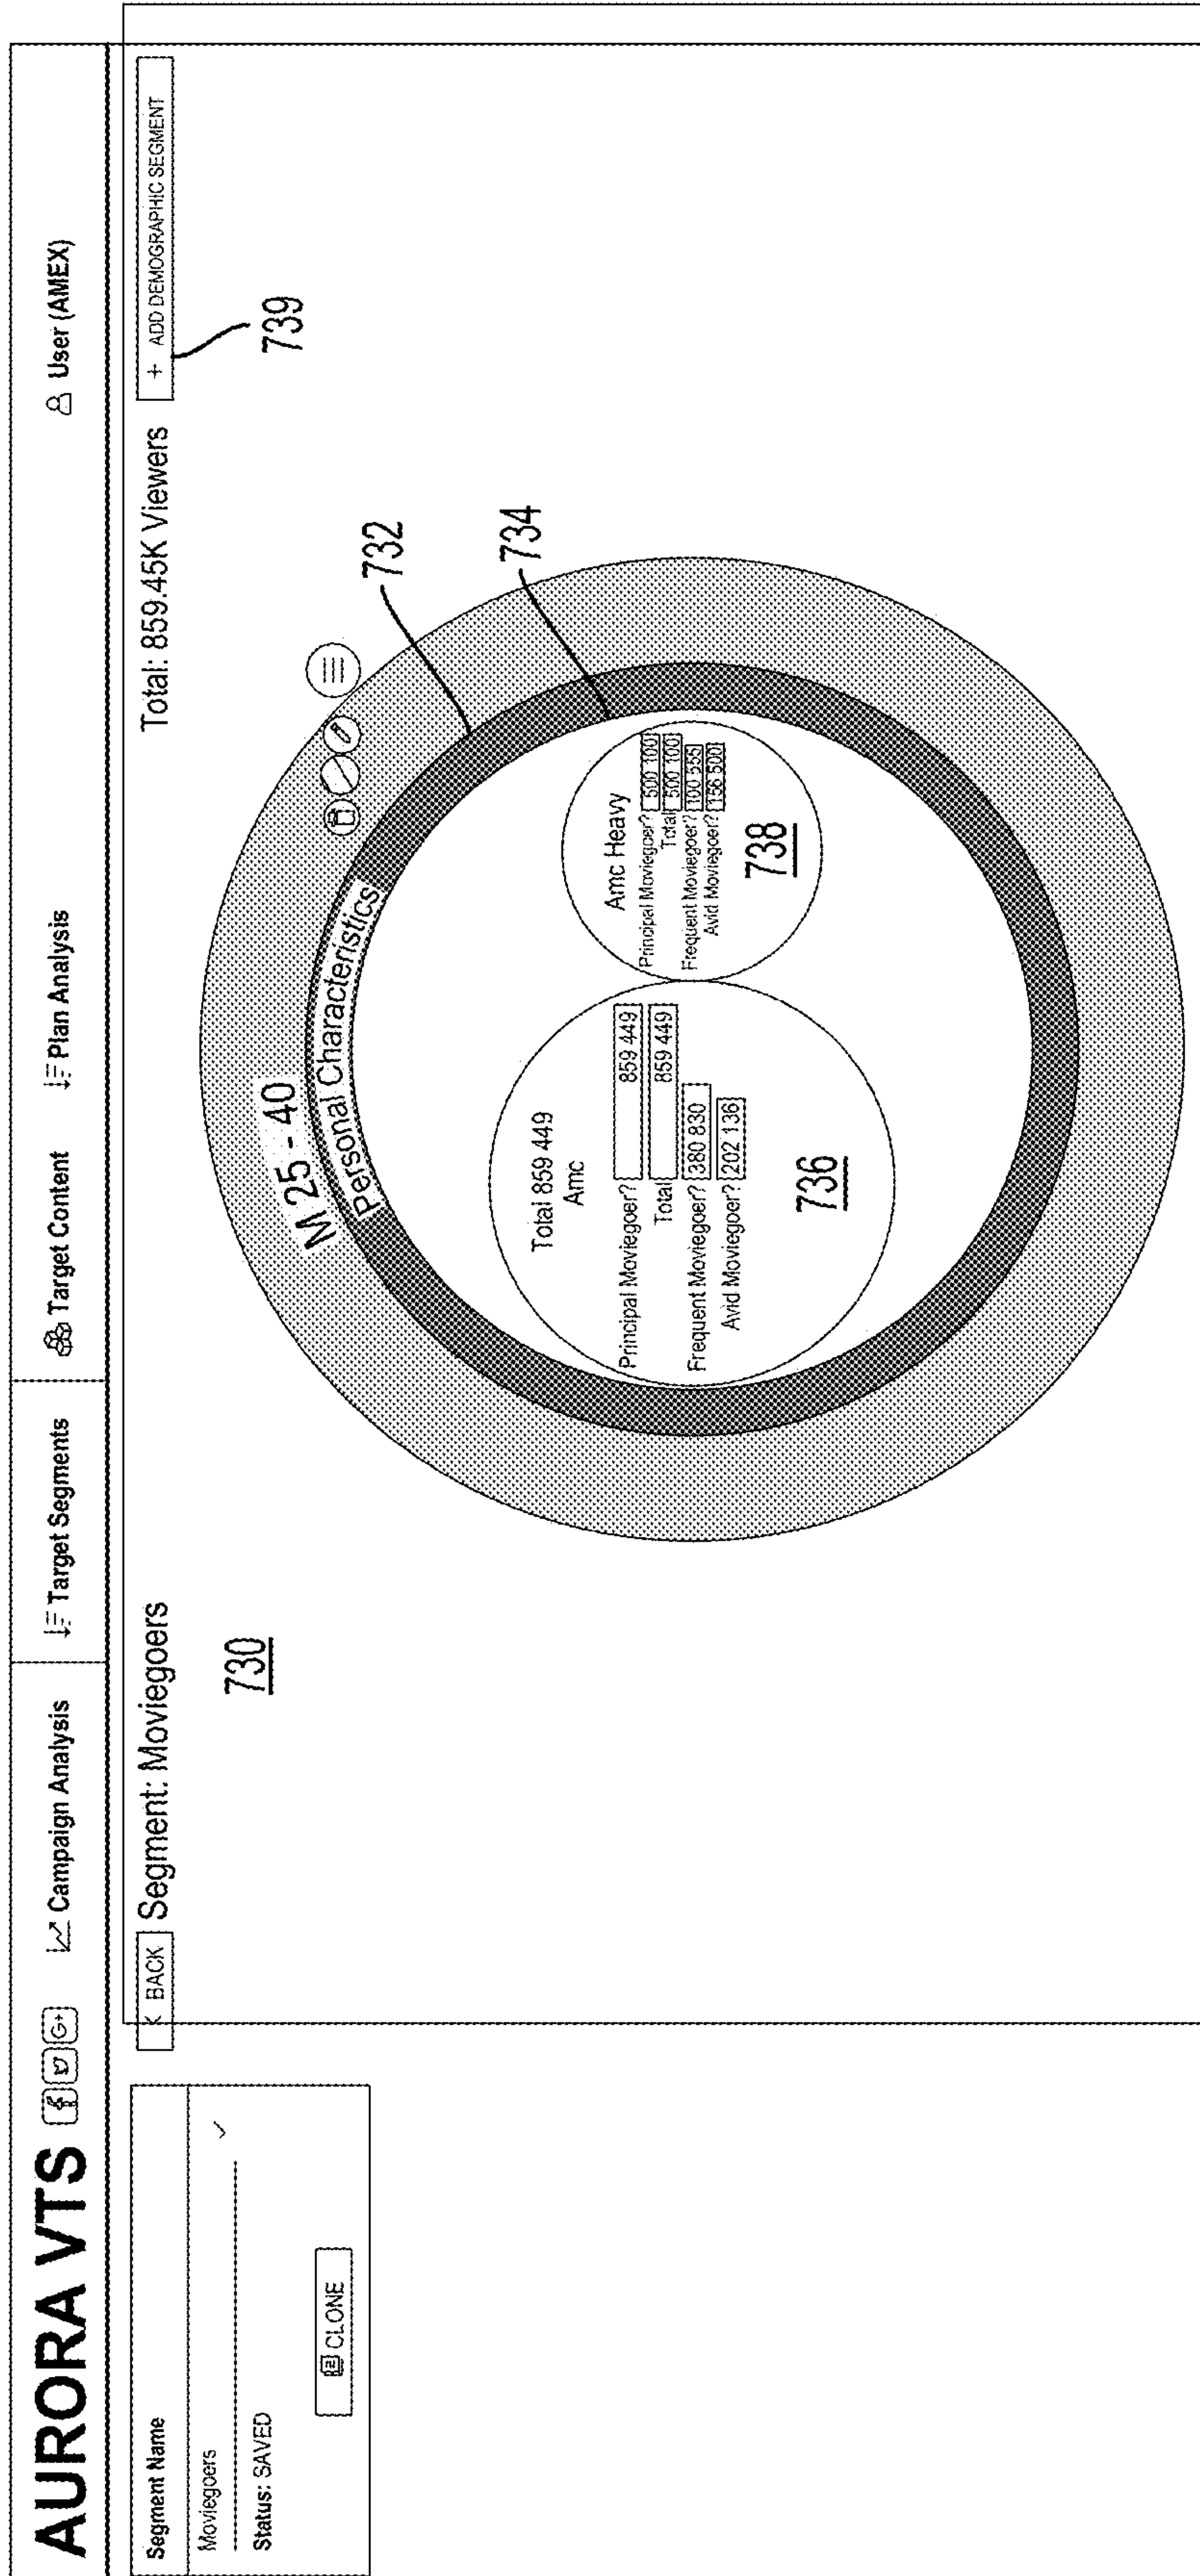 AURORA VTS
Campaign Analysis
Target Segments
Target Content
Plan Analysis
User (AMEX)
Segment Name
Moviegoers
Status: SAVED
CLONE
< BACK
Segment: Moviegoers
Total: 859.45K Viewers
+ ADD DEMOGRAPHIC SEGMENT
739
730
732
734
M 25 - 40
Personal Characteristics
Total 859 449
Amc
Principal Moviegoer? 859 449
Total 859 449
Frequent Moviegoer? 380 830
Avid Moviegoer? 202 136
736
Amc Heavy
Principal Moviegoer? 500 100
Total 500 100
Frequent Moviegoer? 100 555
Avid Moviegoer? 156 500
738